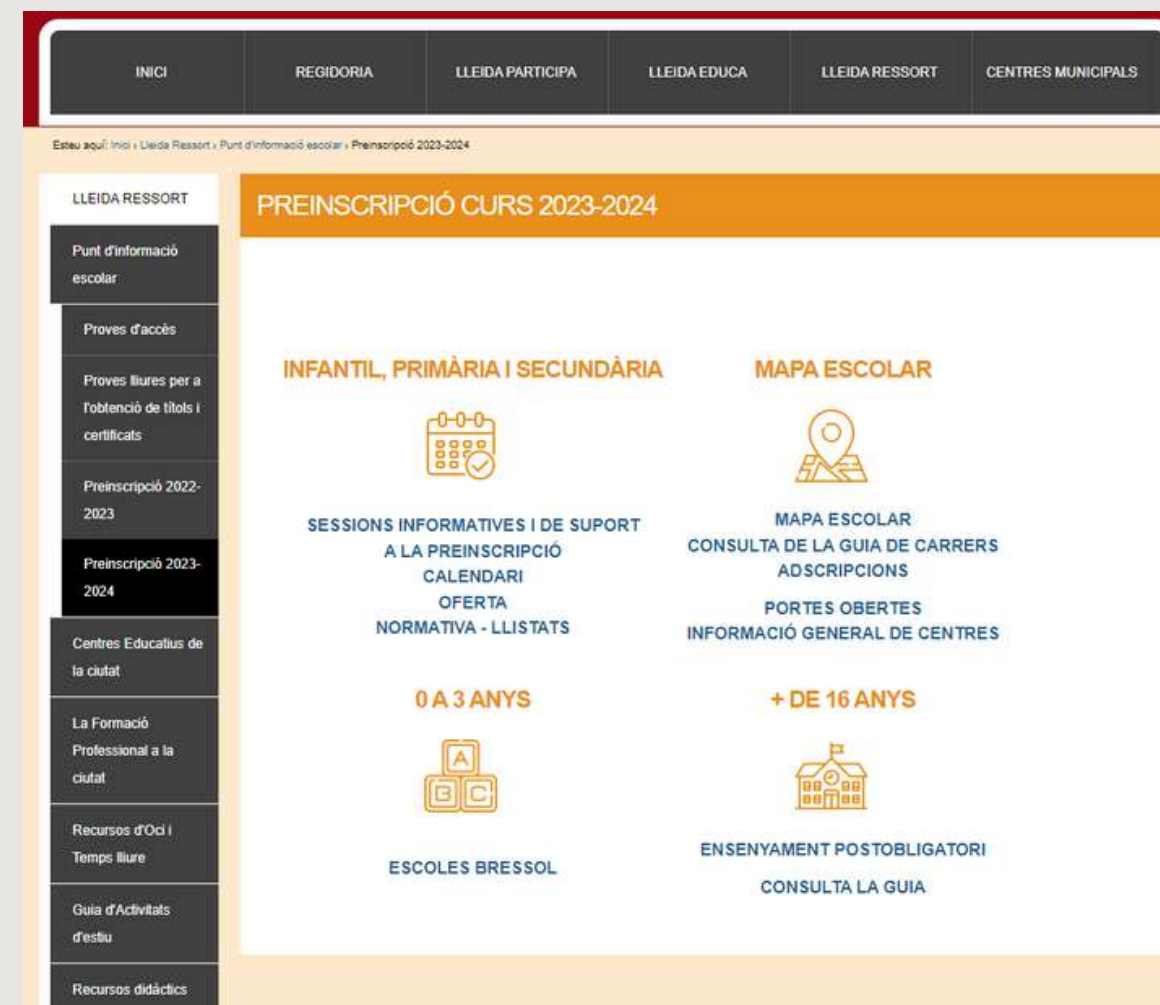 INICI
REGIDORIA
LLEIDA PARTICIPA
LLEIDA EDUCA
LLEIDA RESSORT
CENTRES MUNICIPALS
Esteu aquí: Inici › Lleida Ressort › Punt d'informació escolar › Preinscripció 2023-2024
LLEIDA RESSORT
Punt d'informació
escolar
Proves d'accès
Proves lliures per a
l'obtenció de títols i
certificats
Preinscripció 2022-
2023
Preinscripció 2023-
2024
Centres Educatius de
la ciutat
La Formació
Professional a la
ciutat
Recursos d'Oci i
Temps lliure
Guia d'Activitats
d'estiu
Recursos didàctics
PREINSCRIPCIÓ CURS 2023-2024
INFANTIL, PRIMÀRIA I SECUNDÀRIA
SESSIONS INFORMATIVES I DE SUPORT
A LA PREINSCRIPCIÓ
CALENDARI
OFERTA
NORMATIVA - LLISTATS
MAPA ESCOLAR
MAPA ESCOLAR
CONSULTA DE LA GUIA DE CARRERS
ADSCRIPCIONS
PORTES OBERTES
INFORMACIÓ GENERAL DE CENTRES
0 A 3 ANYS
A
B C
ESCOLES BRESSOL
+ DE 16 ANYS
ENSENYAMENT POSTOBLIGATORI
CONSULTA LA GUIA